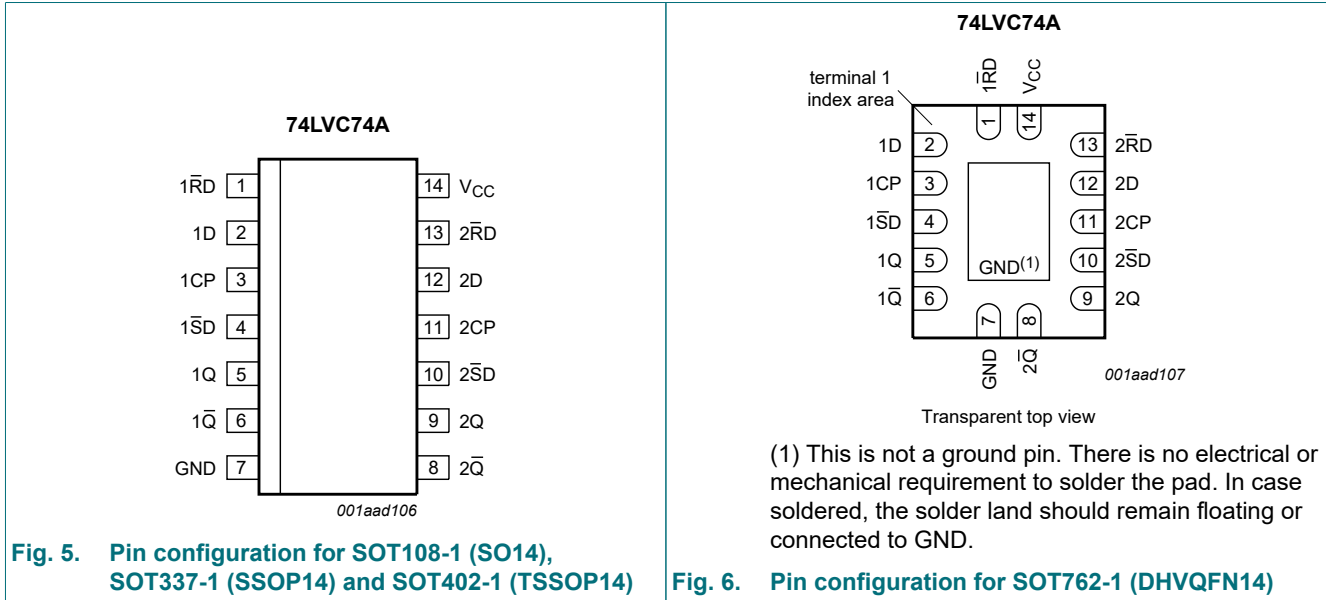 74LVC74A
1R̅D 1
14 VCC
1D 2
13 2R̅D
1CP 3
12 2D
1S̅D 4
11 2CP
1Q 5
10 2S̅D
1Q̅ 6
9 2Q
GND 7
8 2Q̅
001aad106
Fig. 5. Pin configuration for SOT108-1 (SO14),
SOT337-1 (SSOP14) and SOT402-1 (TSSOP14)
74LVC74A
terminal 1
index area
1R̅D
VCC
1
14
1D 2
13 2R̅D
1CP 3
12 2D
1S̅D 4
11 2CP
1Q 5
10 2S̅D
1Q̅ 6
9 2Q
GND(1)
7
8
GND
2Q̅
001aad107
Transparent top view
(1) This is not a ground pin. There is no electrical or
mechanical requirement to solder the pad. In case
soldered, the solder land should remain floating or
connected to GND.
Fig. 6. Pin configuration for SOT762-1 (DHVQFN14)